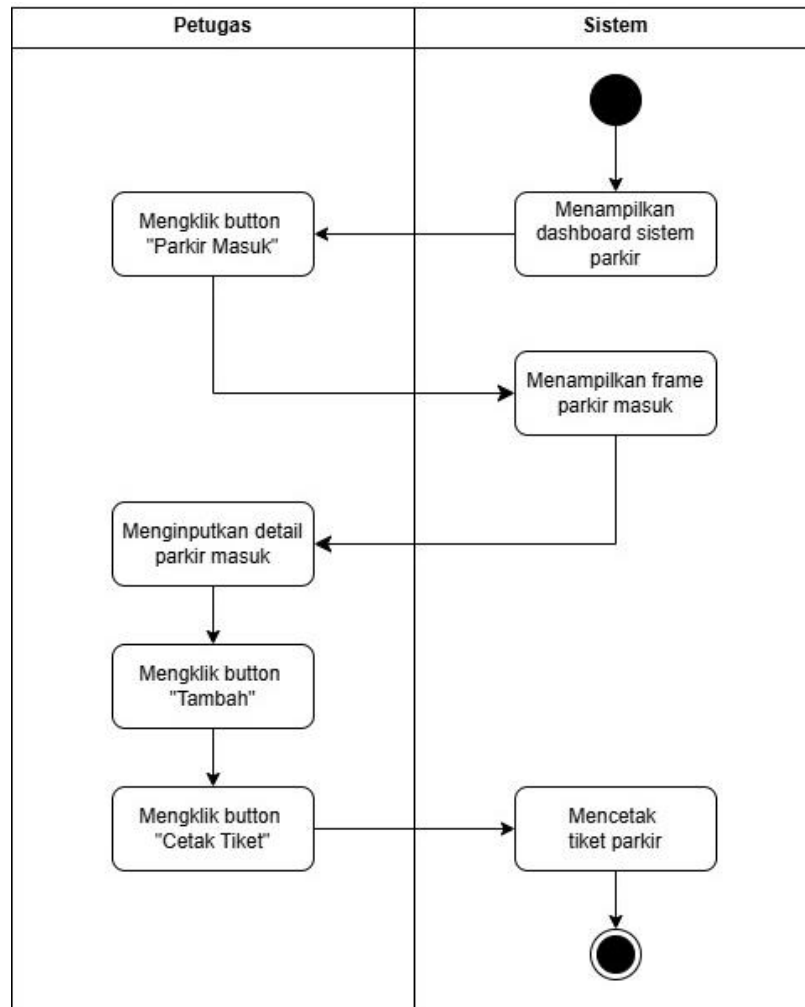 Petugas
Sistem
Mengklik button
"Parkir Masuk"
Menampilkan
dashboard sistem
parkir
Menampilkan frame
parkir masuk
Menginputkan detail
parkir masuk
Mengklik button
"Tambah"
Mengklik button
"Cetak Tiket"
Mencetak
tiket parkir